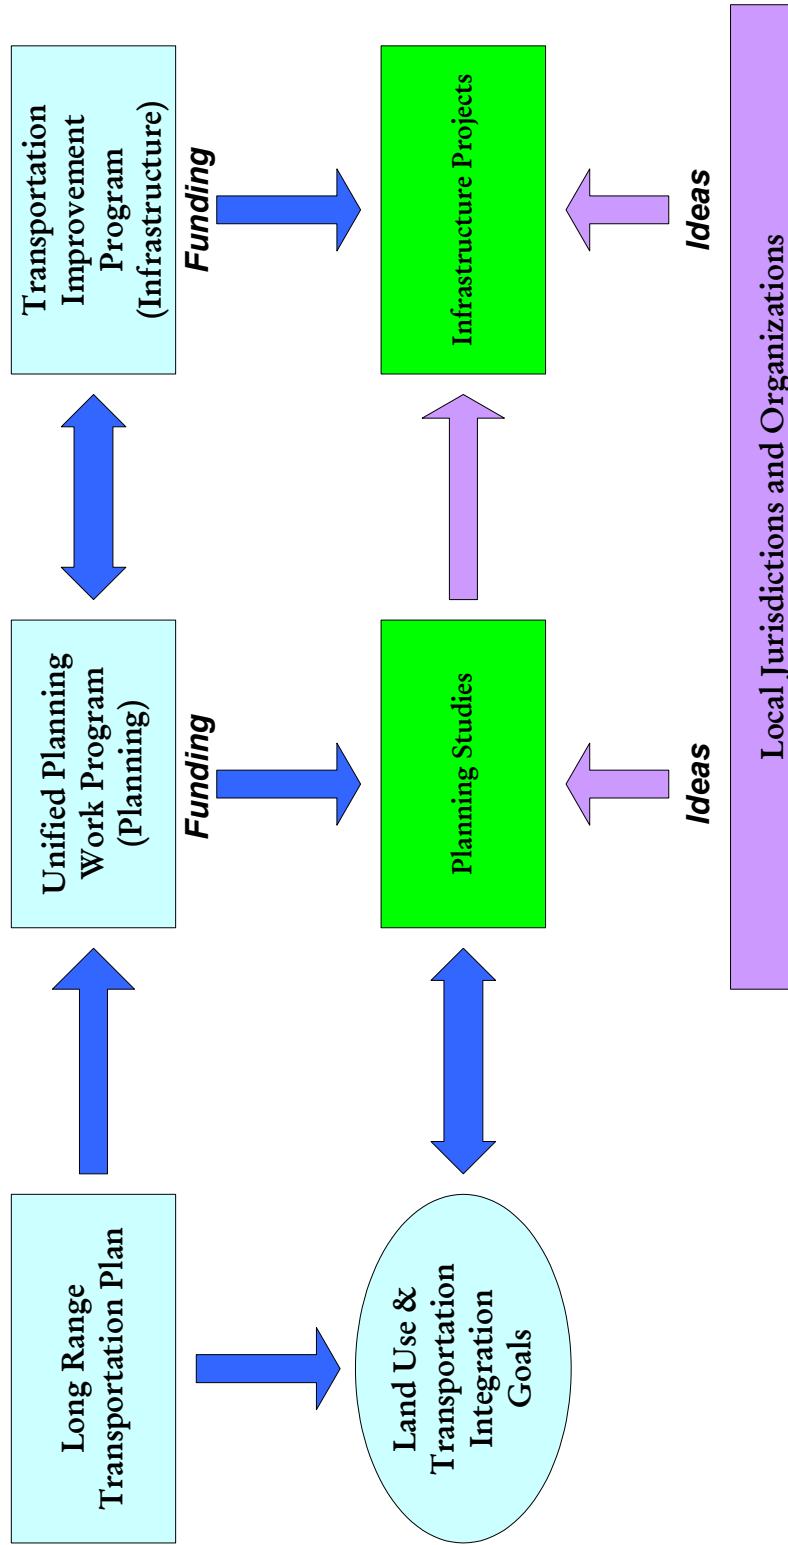 Long Range
Transportation Plan
Unified Planning
Work Program
(Planning)
Transportation
Improvement
Program
(Infrastructure)
Funding
Funding
Land Use &
Transportation
Integration
Goals
Planning Studies
Infrastructure Projects
Ideas
Ideas
Local Jurisdictions and Organizations